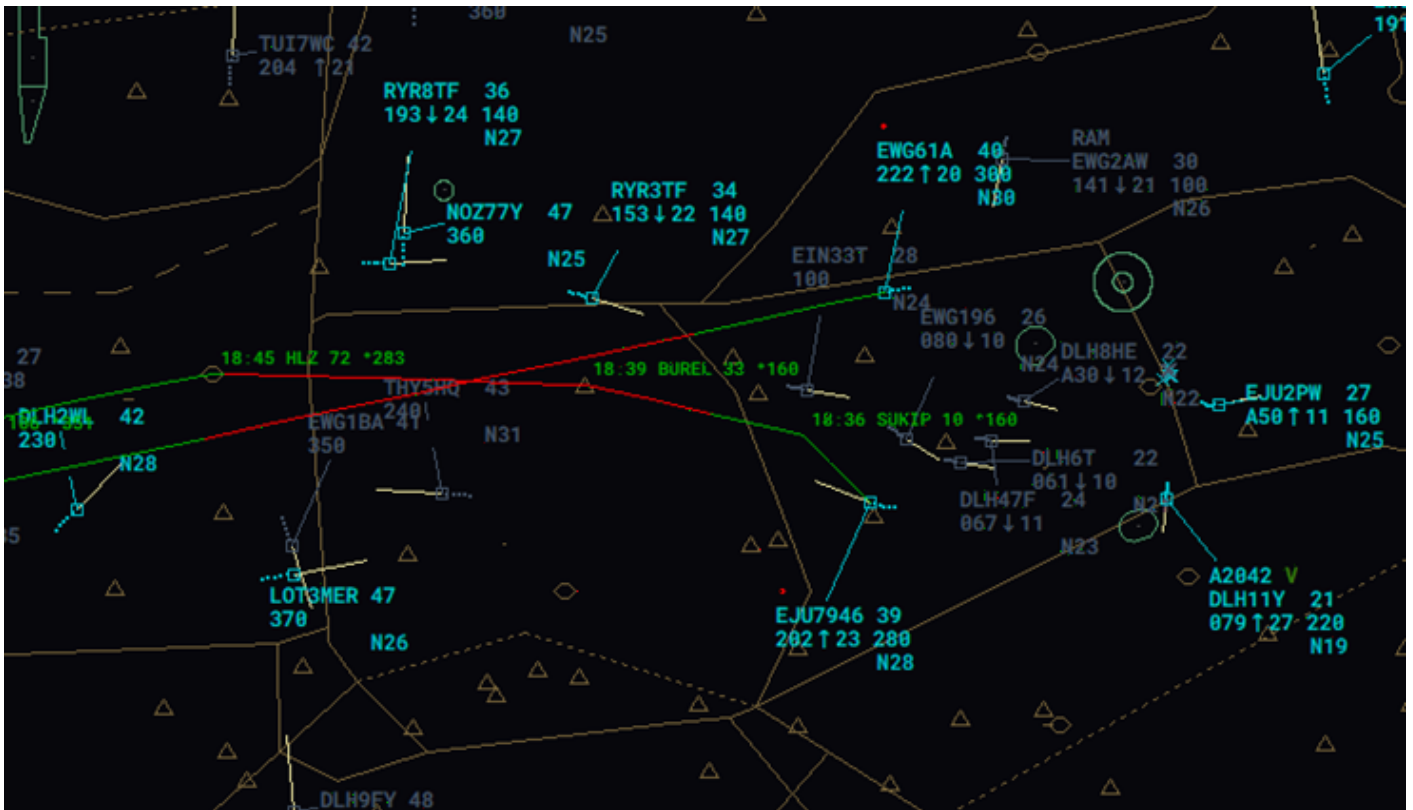 360
N25
TUI7WC 42
204 ↑21
191
RYR8TF 36
193↓24 140
N27
EWG61A 40
222↑20 300
N30
RAM
EWG2AW 30
141↓21 100
N26
RYR3TF 34
153↓22 140
N27
NOZ77Y 47
360
N25
EIN33T 28
100
N24
EWG196 26
080↓10
N24
DLH8HE 22
A30↓12
N22
27
38
18:45 HLZ 72 *283
18:39 BUREL 33 *160
THY5HQ 43
240
N31
EJU2PW 27
A50↑11 160
N25
DLH2WL 42
230
N28
EWG1BA 41
350
18:36 SUKIP 10 *160
DLH6T 22
061↓10
DLH47F 24
067↓11
N23
35
LOT3MER 47
370
N26
EJU7946 39
202↑23 280
N28
A2042 V
DLH11Y 21
079↑27 220
N19
DLH9FY 48